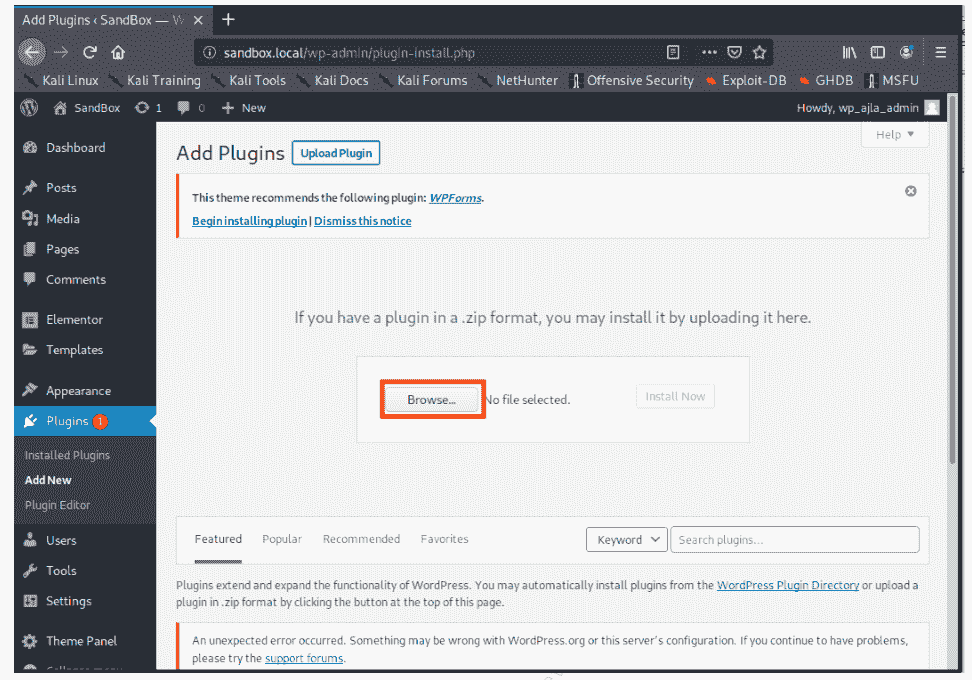 Add Plugins ‹ SandBox — W
sandbox.local/wp-admin/plugin-install.php
Kali Linux Kali Training Kali Tools Kali Docs Kali Forums NetHunter Offensive Security Exploit-DB GHDB MSFU
SandBox 1 0 New Howdy, wp_ajla_admin
Help
Dashboard
Posts
Media
Pages
Comments
Elementor
Templates
Appearance
Plugins 1
Installed Plugins
Add New
Plugin Editor
Users
Tools
Settings
Theme Panel
Collapse menu
Add Plugins Upload Plugin
This theme recommends the following plugin: WPForms.
Begin installing plugin | Dismiss this notice
If you have a plugin in a .zip format, you may install it by uploading it here.
Browse... No file selected. Install Now
Featured Popular Recommended Favorites Keyword Search plugins...
Plugins extend and expand the functionality of WordPress. You may automatically install plugins from the WordPress Plugin Directory or upload a
plugin in .zip format by clicking the button at the top of this page.
An unexpected error occurred. Something may be wrong with WordPress.org or this server's configuration. If you continue to have problems,
please try the support forums.